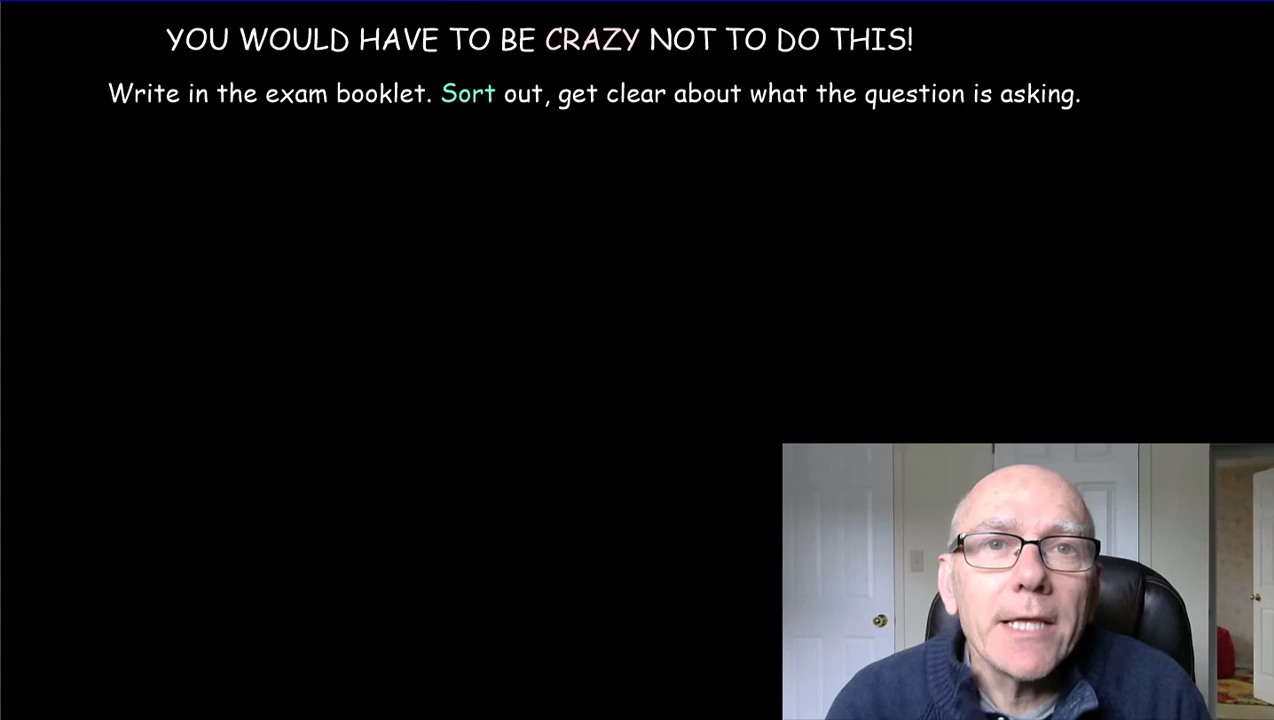 YOU WOULD HAVE TO BE CRAZY NOT TO DO THIS!
Write in the exam booklet. Sort out, get clear about what the question is asking.